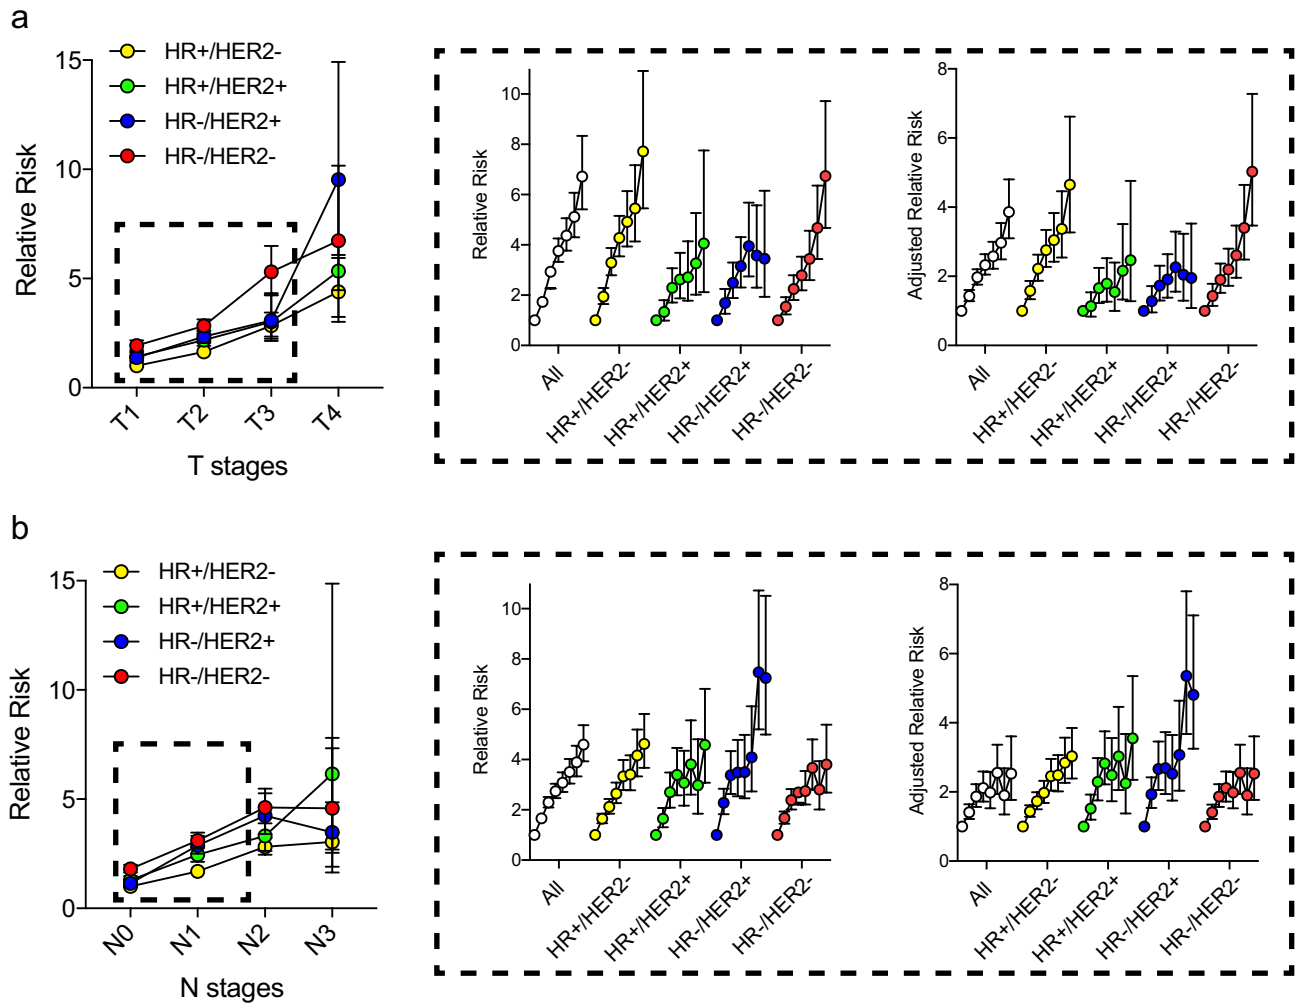 a
HR+/HER2-
HR+/HER2+
HR-/HER2+
HR-/HER2-
15
10
5
0
Relative Risk
T1
T2
T3
T4
T stages
10
8
6
4
2
0
Relative Risk
All
HR+/HER2-
HR+/HER2+
HR-/HER2+
HR-/HER2-
8
6
4
2
0
Adjusted Relative Risk
All
HR+/HER2-
HR+/HER2+
HR-/HER2+
HR-/HER2-
b
HR+/HER2-
HR+/HER2+
HR-/HER2+
HR-/HER2-
15
10
5
0
Relative Risk
N0
N1
N2
N3
N stages
10
8
6
4
2
0
Relative Risk
All
HR+/HER2-
HR+/HER2+
HR-/HER2+
HR-/HER2-
8
6
4
2
0
Adjusted Relative Risk
All
HR+/HER2-
HR+/HER2+
HR-/HER2+
HR-/HER2-